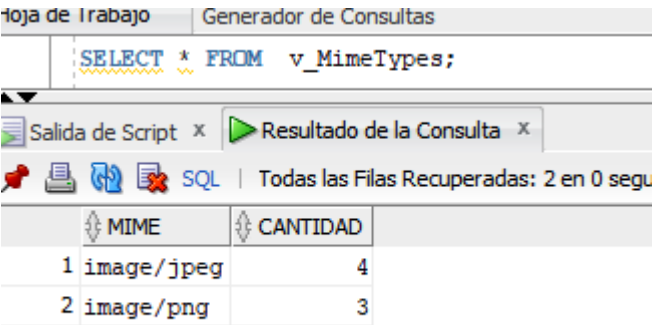 Hoja de Trabajo Generador de Consultas
SELECT * FROM v_MimeTypes;
Salida de Script x Resultado de la Consulta x
SQL | Todas las Filas Recuperadas: 2 en 0 segu
MIME CANTIDAD
1 image/jpeg 4
2 image/png 3